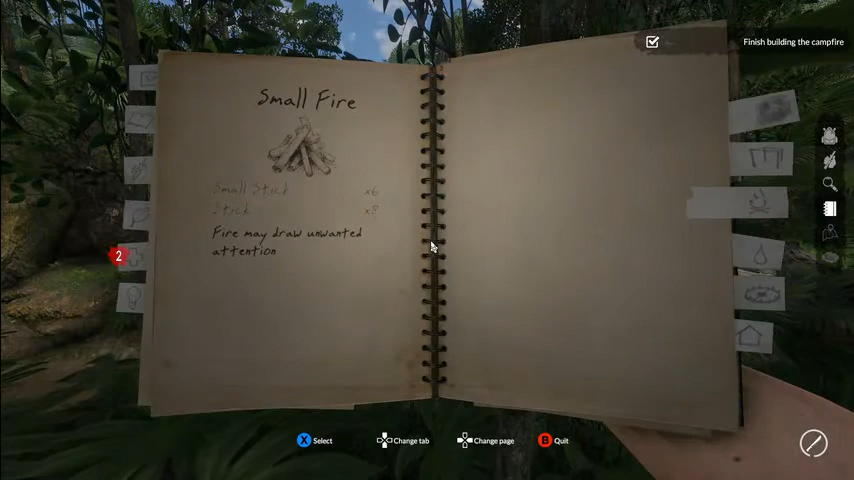 Finish building the campfire
Small Fire
Small Stick x6
Stick
Fire may draw unwanted
attention
2
X Select
Change tab
Change page
B Quit